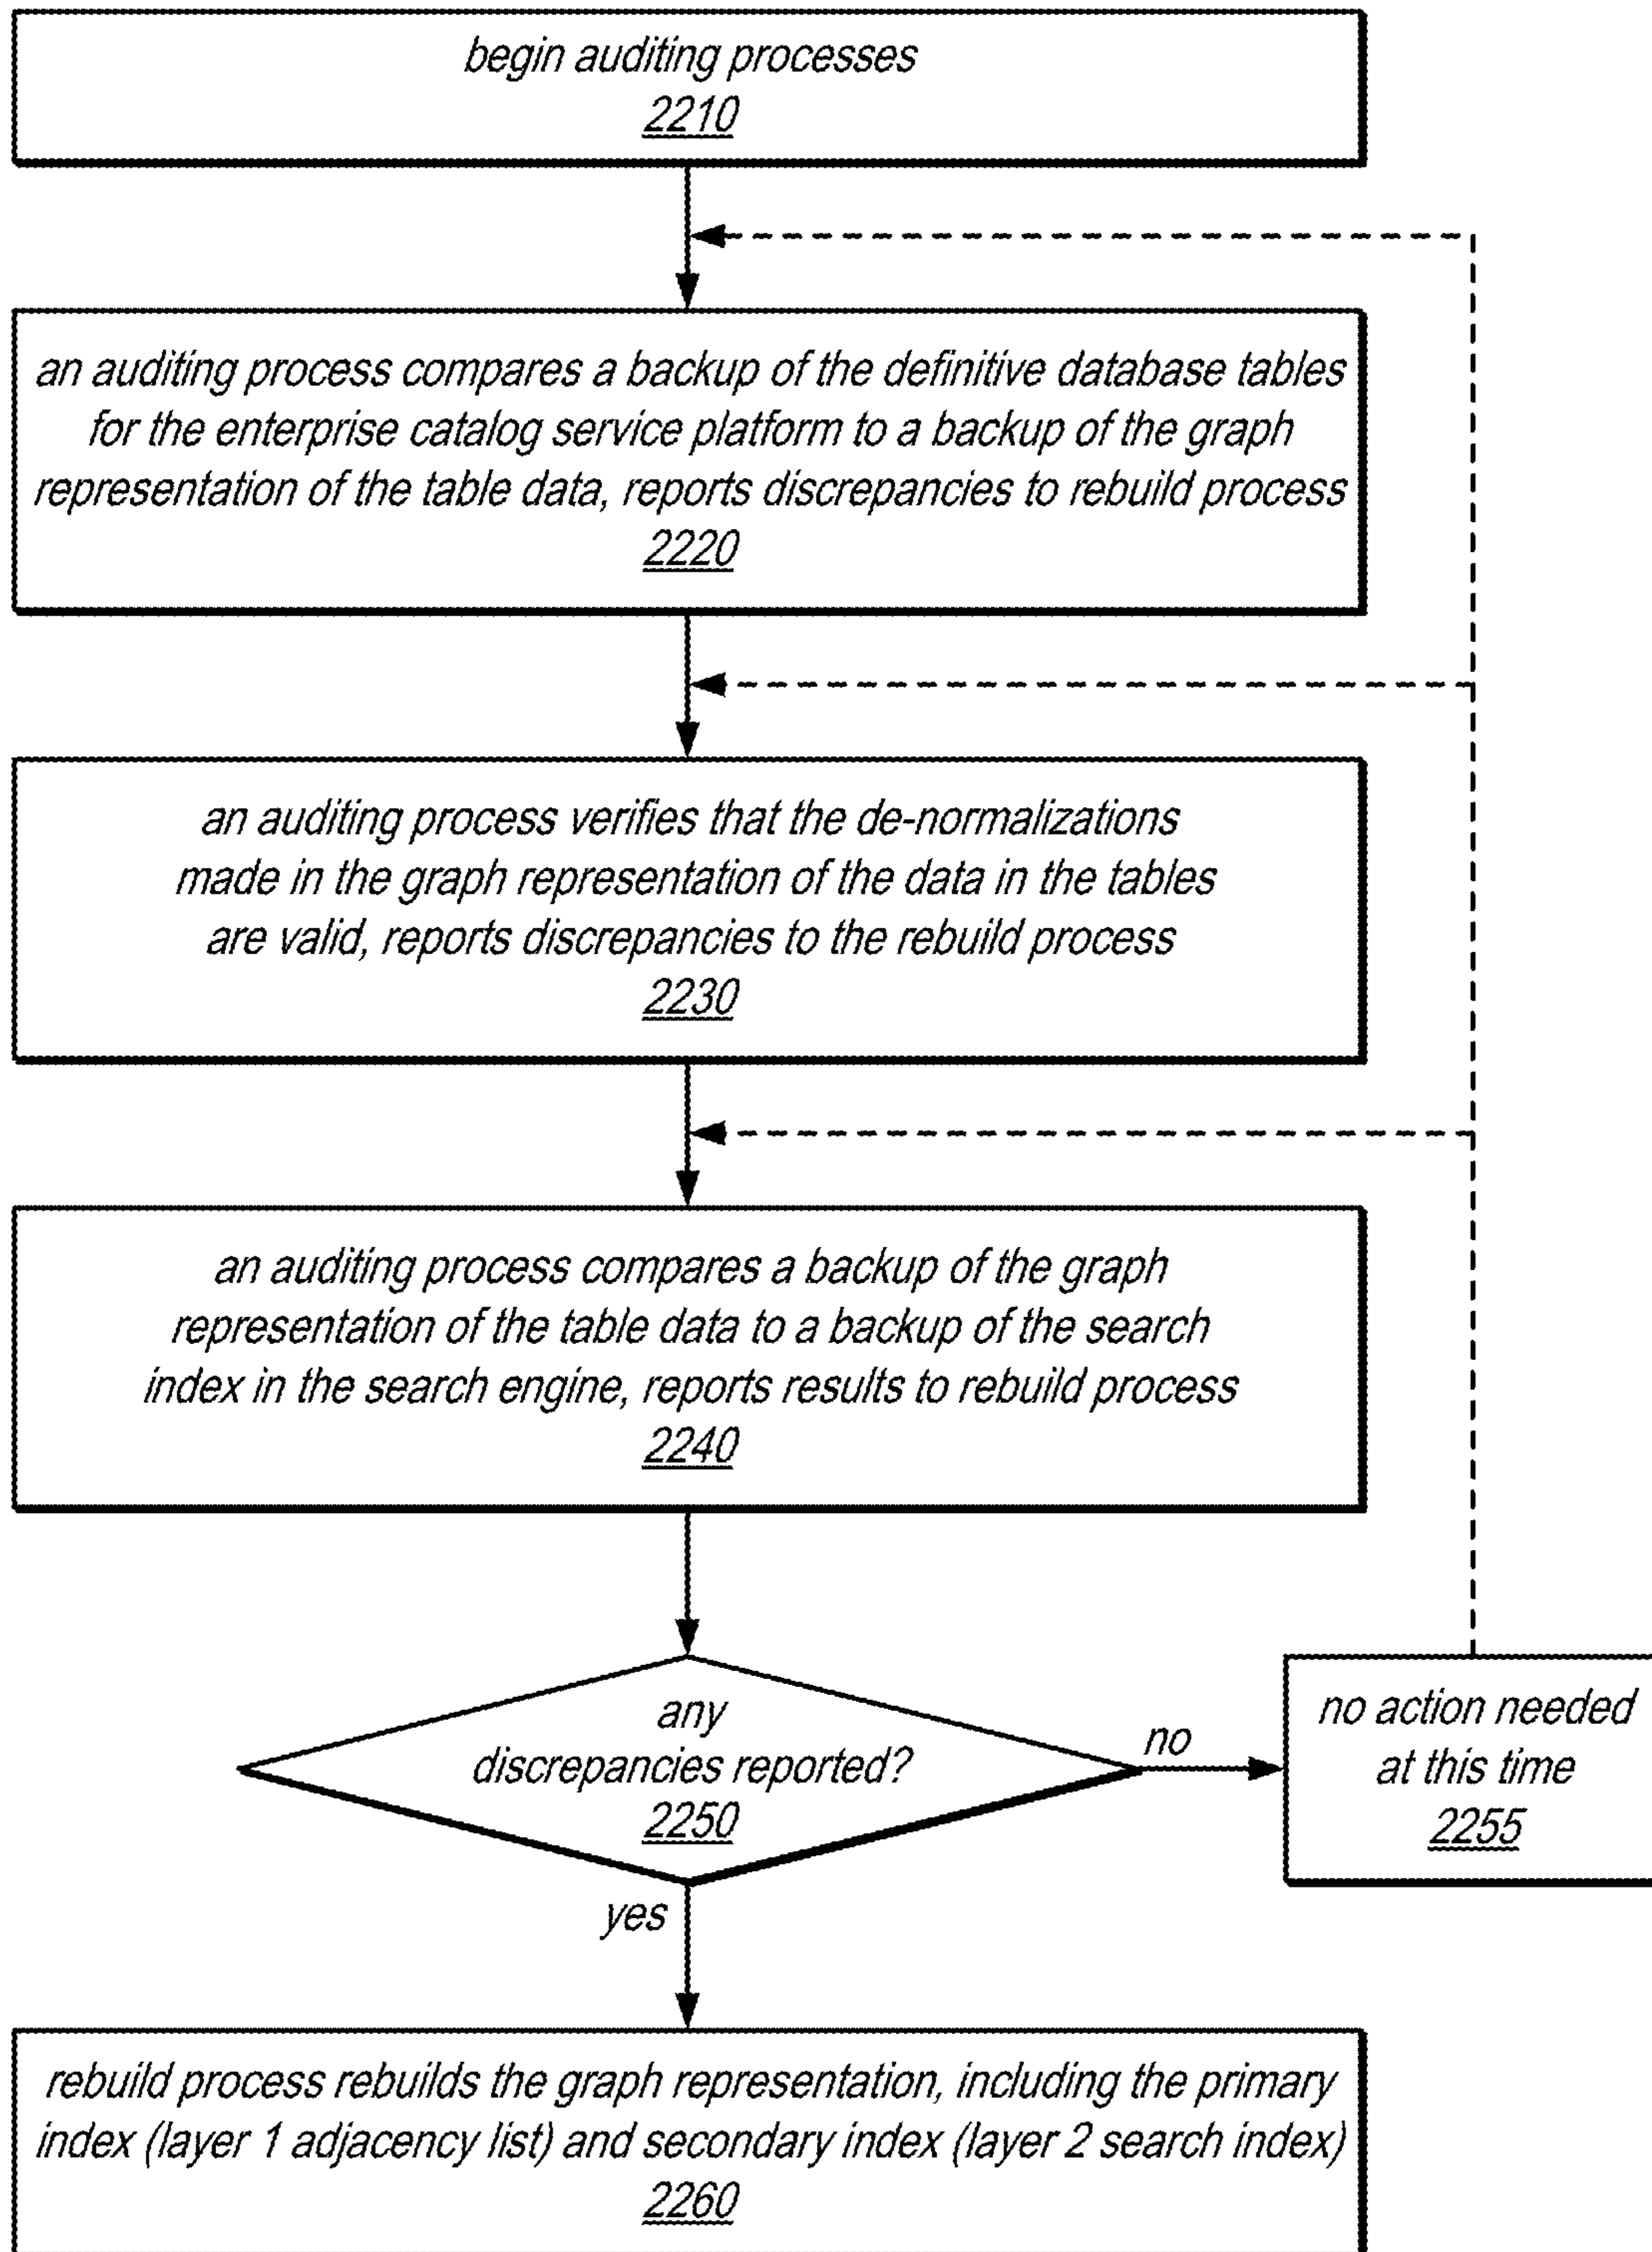 begin auditing processes
2210
an auditing process compares a backup of the definitive database tables
for the enterprise catalog service platform to a backup of the graph
representation of the table data, reports discrepancies to rebuild process
2220
an auditing process verifies that the de-normalizations
made in the graph representation of the data in the tables
are valid, reports discrepancies to the rebuild process
2230
an auditing process compares a backup of the graph
representation of the table data to a backup of the search
index in the search engine, reports results to rebuild process
2240
any
discrepancies reported?
2250
no
no action needed
at this time
2255
yes
rebuild process rebuilds the graph representation, including the primary
index (layer 1 adjacency list) and secondary index (layer 2 search index)
2260